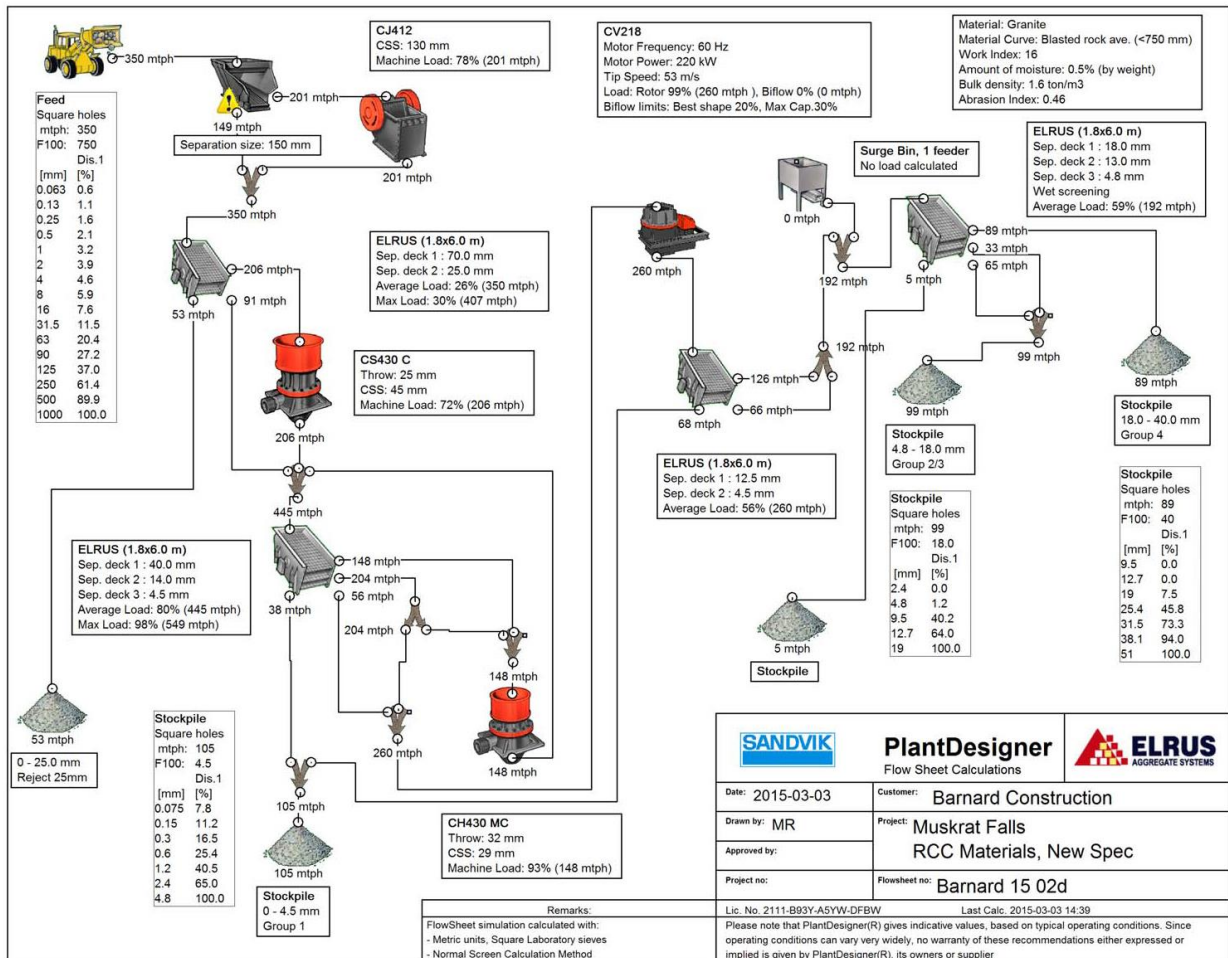 350 mtph
CJ412
CSS: 130 mm
Machine Load: 78% (201 mtph)
CV218
Motor Frequency: 60 Hz
Motor Power: 220 kW
Tip Speed: 53 m/s
Load: Rotor 99% (260 mtph ), Biflow 0% (0 mtph)
Biflow limits: Best shape 20%, Max Cap.30%
Material: Granite
Material Curve: Blasted rock ave. (<750 mm)
Work Index: 16
Amount of moisture: 0.5% (by weight)
Bulk density: 1.6 ton/m3
Abrasion Index: 0.46
Feed
Square holes
mtph: 350
F100: 750
Dis.1
[mm] [%]
0.063 0.6
0.13 1.1
0.25 1.6
0.5 2.1
1 3.2
2 3.9
4 4.6
8 5.9
16 7.6
31.5 11.5
63 20.4
90 27.2
125 37.0
250 61.4
500 89.9
1000 100.0
201 mtph
149 mtph
Separation size: 150 mm
201 mtph
350 mtph
ELRUS (1.8x6.0 m)
Sep. deck 1 : 70.0 mm
Sep. deck 2 : 25.0 mm
Average Load: 26% (350 mtph)
Max Load: 30% (407 mtph)
206 mtph
91 mtph
53 mtph
CS430 C
Throw: 25 mm
CSS: 45 mm
Machine Load: 72% (206 mtph)
206 mtph
445 mtph
ELRUS (1.8x6.0 m)
Sep. deck 1 : 40.0 mm
Sep. deck 2 : 14.0 mm
Sep. deck 3 : 4.5 mm
Average Load: 80% (445 mtph)
Max Load: 98% (549 mtph)
148 mtph
204 mtph
56 mtph
38 mtph
204 mtph
148 mtph
260 mtph
148 mtph
CH430 MC
Throw: 32 mm
CSS: 29 mm
Machine Load: 93% (148 mtph)
53 mtph
0 - 25.0 mm
Reject 25mm
Stockpile
Square holes
mtph: 105
F100: 4.5
Dis.1
[mm] [%]
0.075 7.8
0.15 11.2
0.3 16.5
0.6 25.4
1.2 40.5
2.4 65.0
4.8 100.0
105 mtph
105 mtph
Stockpile
0 - 4.5 mm
Group 1
260 mtph
Surge Bin, 1 feeder
No load calculated
0 mtph
192 mtph
ELRUS (1.8x6.0 m)
Sep. deck 1 : 18.0 mm
Sep. deck 2 : 13.0 mm
Sep. deck 3 : 4.8 mm
Wet screening
Average Load: 59% (192 mtph)
89 mtph
33 mtph
65 mtph
5 mtph
99 mtph
192 mtph
126 mtph
66 mtph
68 mtph
ELRUS (1.8x6.0 m)
Sep. deck 1 : 12.5 mm
Sep. deck 2 : 4.5 mm
Average Load: 56% (260 mtph)
99 mtph
Stockpile
4.8 - 18.0 mm
Group 2/3
89 mtph
Stockpile
18.0 - 40.0 mm
Group 4
Stockpile
Square holes
mtph: 99
F100: 18.0
Dis.1
[mm] [%]
2.4 0.0
4.8 1.2
9.5 40.2
12.7 64.0
19 100.0
Stockpile
Square holes
mtph: 89
F100: 40
Dis.1
[mm] [%]
9.5 0.0
12.7 0.0
19 7.5
25.4 45.8
31.5 73.3
38.1 94.0
51 100.0
5 mtph
Stockpile
SANDVIK
PlantDesigner
Flow Sheet Calculations
ELRUS
AGGREGATE SYSTEMS
Date: 2015-03-03
Customer: Barnard Construction
Drawn by: MR
Project: Muskrat Falls
RCC Materials, New Spec
Approved by:
Project no:
Flowsheet no: Barnard 15 02d
Remarks:
FlowSheet simulation calculated with:
- Metric units, Square Laboratory sieves
- Normal Screen Calculation Method
Lic. No. 2111-B93Y-A5YW-DFBW Last Calc. 2015-03-03 14:39
Please note that PlantDesigner(R) gives indicative values, based on typical operating conditions. Since
operating conditions can vary very widely, no warranty of these recommendations either expressed or
implied is given by PlantDesigner(R), its owners or supplier